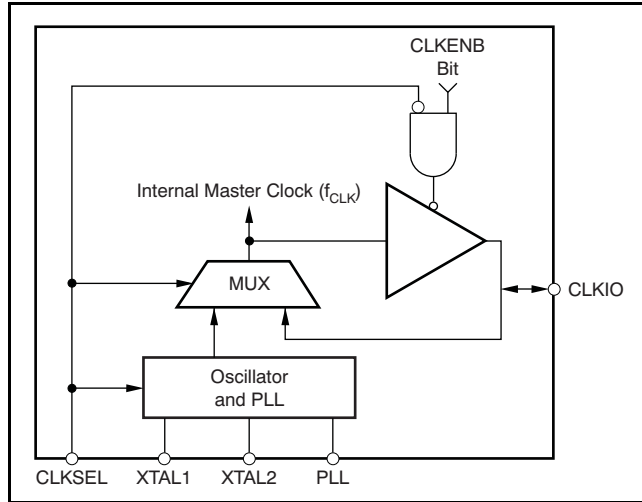 CLKENB
Bit
Internal Master Clock (fCLK)
MUX
CLKIO
Oscillator
and PLL
CLKSEL
XTAL1
XTAL2
PLL